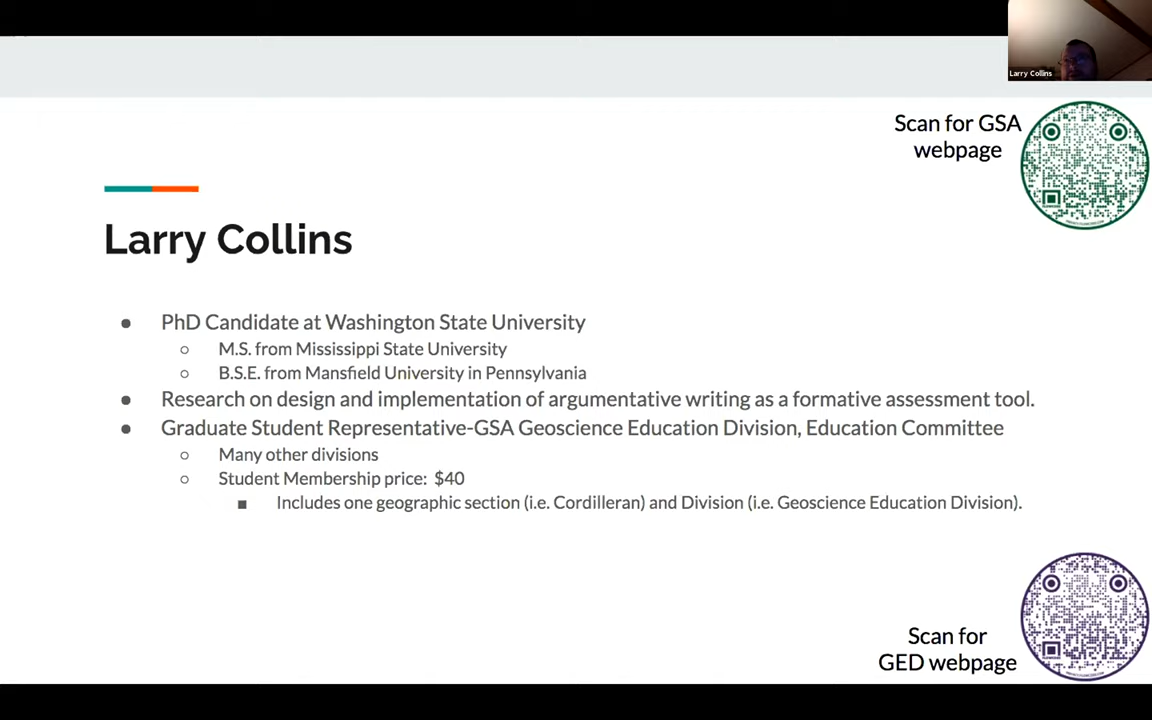 Larry Collins
Scan for GSA
webpage
Larry Collins
● PhD Candidate at Washington State University
○ M.S. from Mississippi State University
○ B.S.E. from Mansfield University in Pennsylvania
● Research on design and implementation of argumentative writing as a formative assessment tool.
● Graduate Student Representative-GSA Geoscience Education Division, Education Committee
○ Many other divisions
○ Student Membership price: $40
■ Includes one geographic section (i.e. Cordilleran) and Division (i.e. Geoscience Education Division).
Scan for
GED webpage